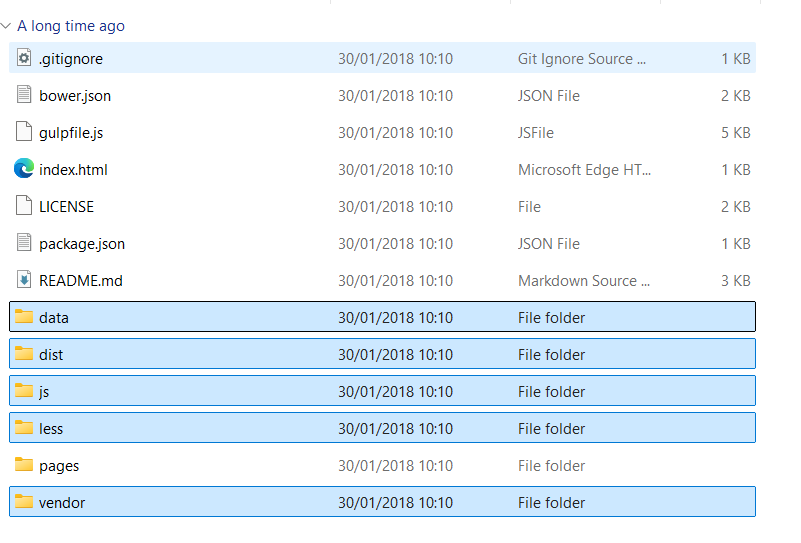 A long time ago
.gitignore 30/01/2018 10:10 Git Ignore Source ... 1 KB
bower.json 30/01/2018 10:10 JSON File 2 KB
gulpfile.js 30/01/2018 10:10 JSFile 5 KB
index.html 30/01/2018 10:10 Microsoft Edge HT... 1 KB
LICENSE 30/01/2018 10:10 File 2 KB
package.json 30/01/2018 10:10 JSON File 1 KB
README.md 30/01/2018 10:10 Markdown Source ... 3 KB
data 30/01/2018 10:10 File folder
dist 30/01/2018 10:10 File folder
js 30/01/2018 10:10 File folder
less 30/01/2018 10:10 File folder
pages 30/01/2018 10:10 File folder
vendor 30/01/2018 10:10 File folder